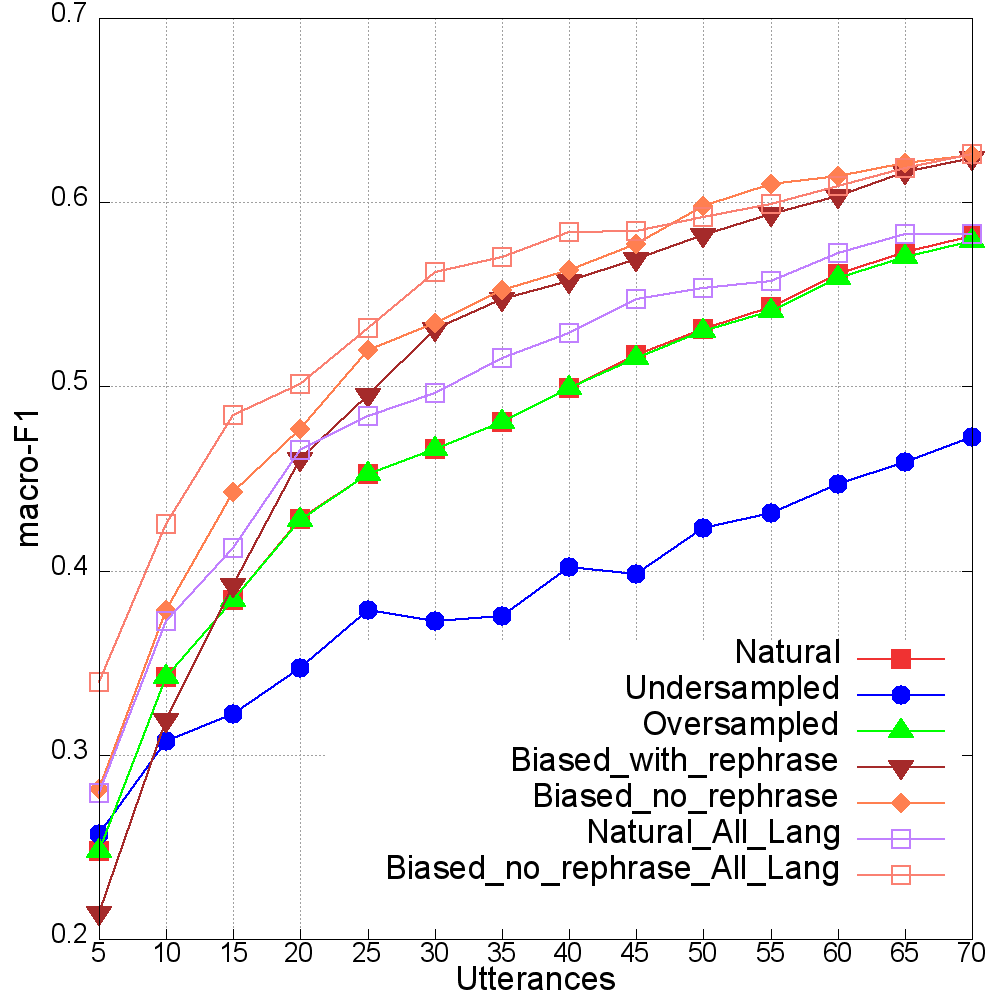 0.7
0.6
0.5
0.4
0.3
0.2
macro-F1
Natural
Undersampled
Oversampled
Biased_with_rephrase
Biased_no_rephrase
Natural_All_Lang
Biased_no_rephrase_All_Lang
5 10 15 20 25 30 35 40 45 50 55 60 65 70
Utterances